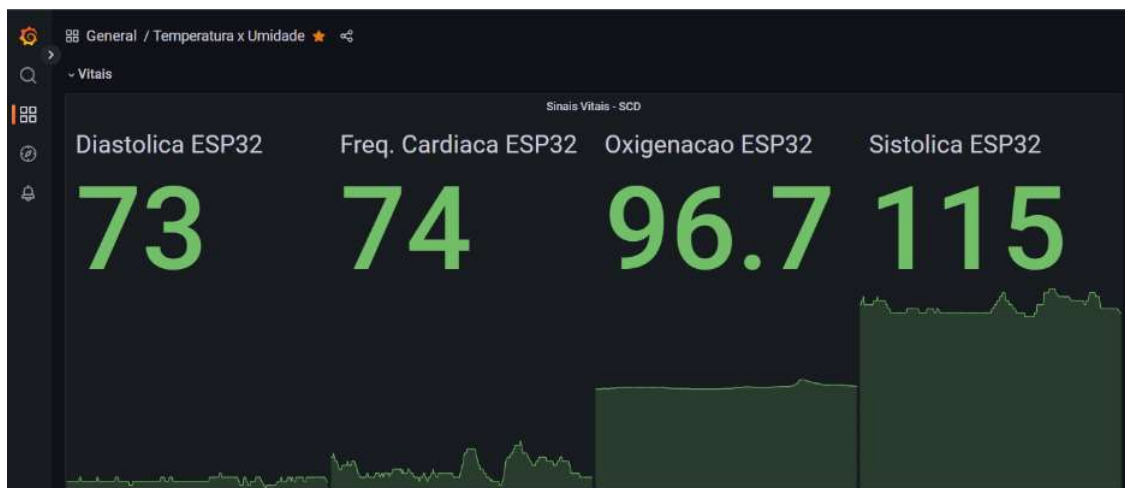 General / Temperatura x Umidade
Vitais
Sinais Vitais - SCD
Diastolica ESP32
73
Freq. Cardiaca ESP32
74
Oxigenacao ESP32
96.7
Sistolica ESP32
115